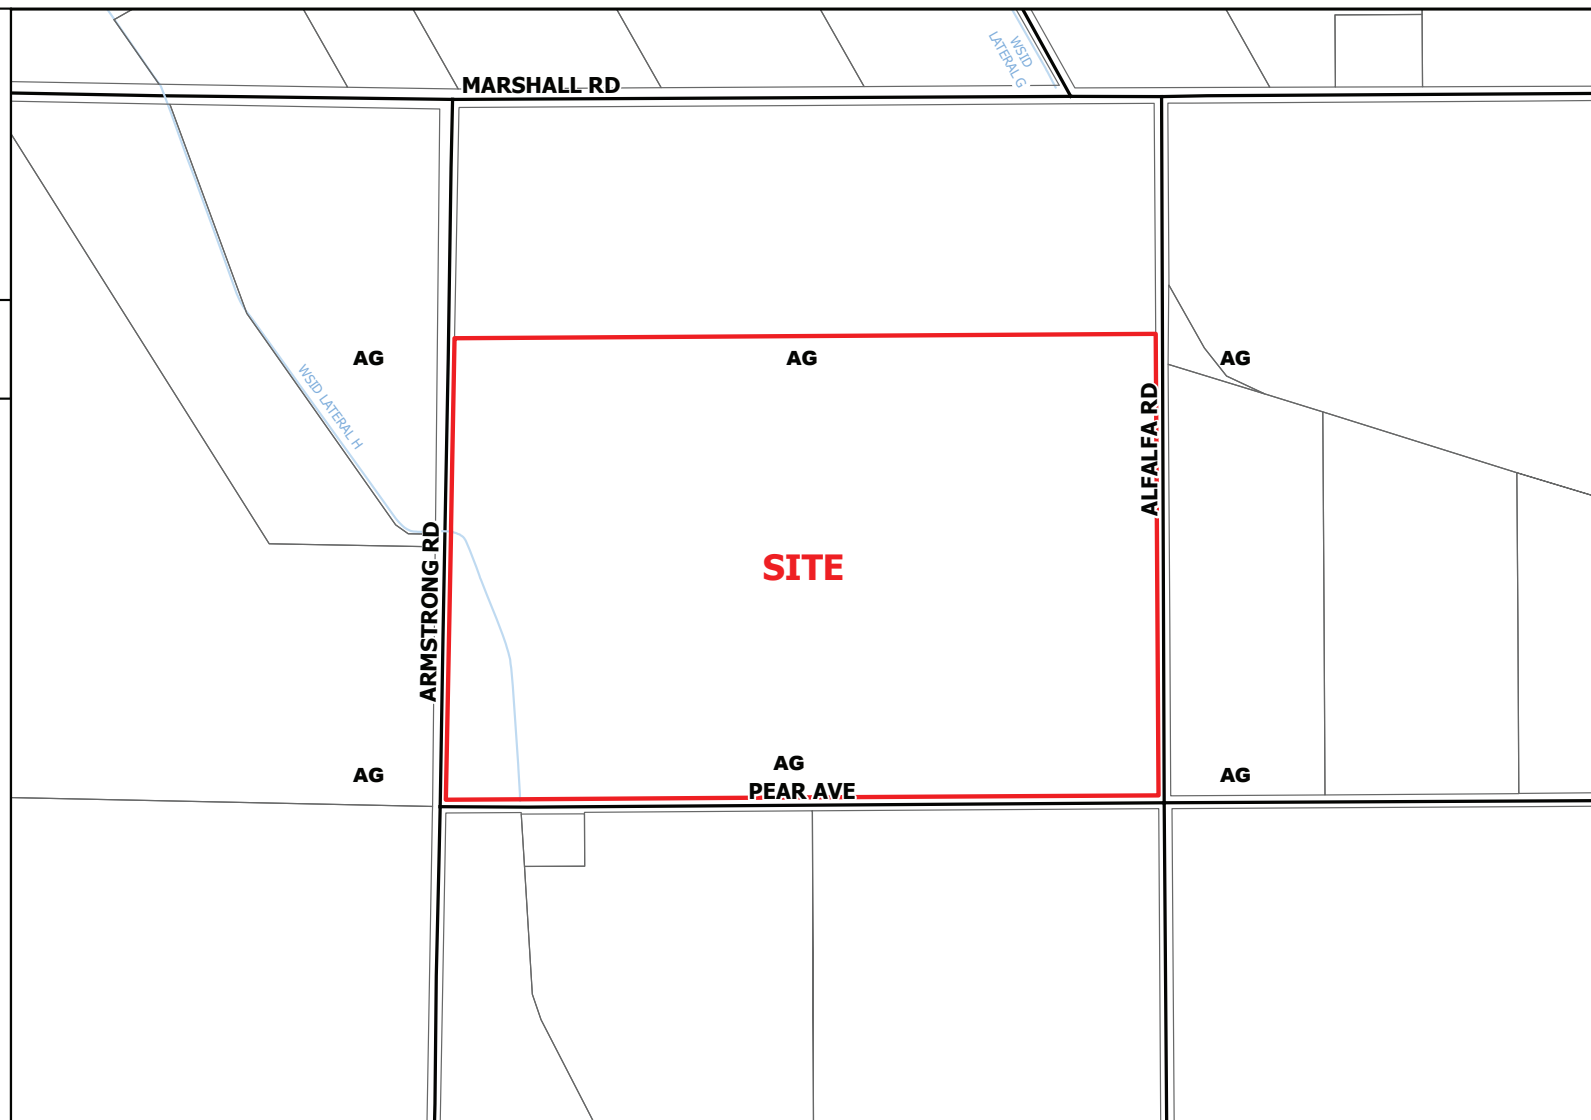 WSID
LATERAL G
MARSHALL RD
AG
AG
AG
WSID LATERAL H
ALFALFA RD
ARMSTRONG RD
SITE
AG
AG
AG
PEAR AVE